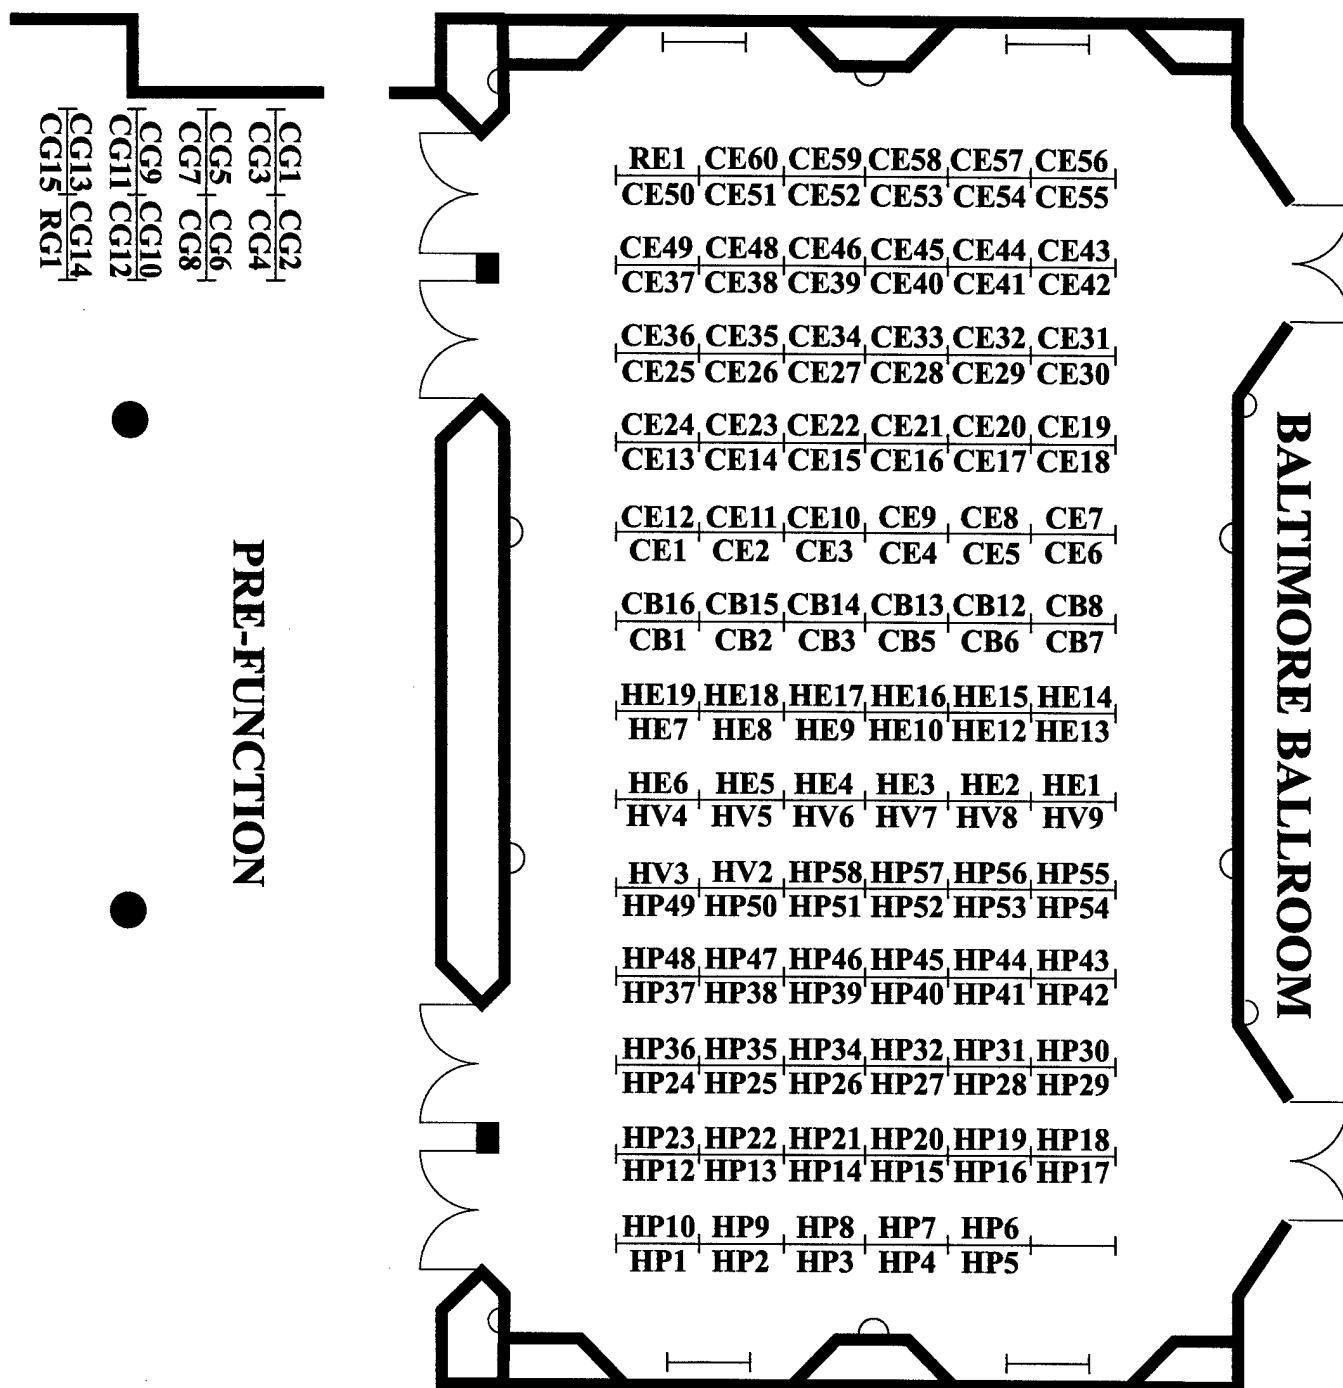 CG1 CG2
CG3 CG4
CG5 CG6
CG7 CG8
CG9 CG10
CG11 CG12
CG13 CG14
CG15 RG1
RE1 CE60 CE59 CE58 CE57 CE56
CE50 CE51 CE52 CE53 CE54 CE55
CE49 CE48 CE46 CE45 CE44 CE43
CE37 CE38 CE39 CE40 CE41 CE42
CE36 CE35 CE34 CE33 CE32 CE31
CE25 CE26 CE27 CE28 CE29 CE30
CE24 CE23 CE22 CE21 CE20 CE19
CE13 CE14 CE15 CE16 CE17 CE18
CE12 CE11 CE10 CE9 CE8 CE7
CE1 CE2 CE3 CE4 CE5 CE6
CB16 CB15 CB14 CB13 CB12 CB8
CB1 CB2 CB3 CB5 CB6 CB7
HE19 HE18 HE17 HE16 HE15 HE14
HE7 HE8 HE9 HE10 HE12 HE13
HE6 HE5 HE4 HE3 HE2 HE1
HV4 HV5 HV6 HV7 HV8 HV9
HV3 HV2 HP58 HP57 HP56 HP55
HP49 HP50 HP51 HP52 HP53 HP54
HP48 HP47 HP46 HP45 HP44 HP43
HP37 HP38 HP39 HP40 HP41 HP42
HP36 HP35 HP34 HP32 HP31 HP30
HP24 HP25 HP26 HP27 HP28 HP29
HP23 HP22 HP21 HP20 HP19 HP18
HP12 HP13 HP14 HP15 HP16 HP17
HP10 HP9 HP8 HP7 HP6
HP1 HP2 HP3 HP4 HP5
PRE-FUNCTION
BALTIMORE BALLROOM